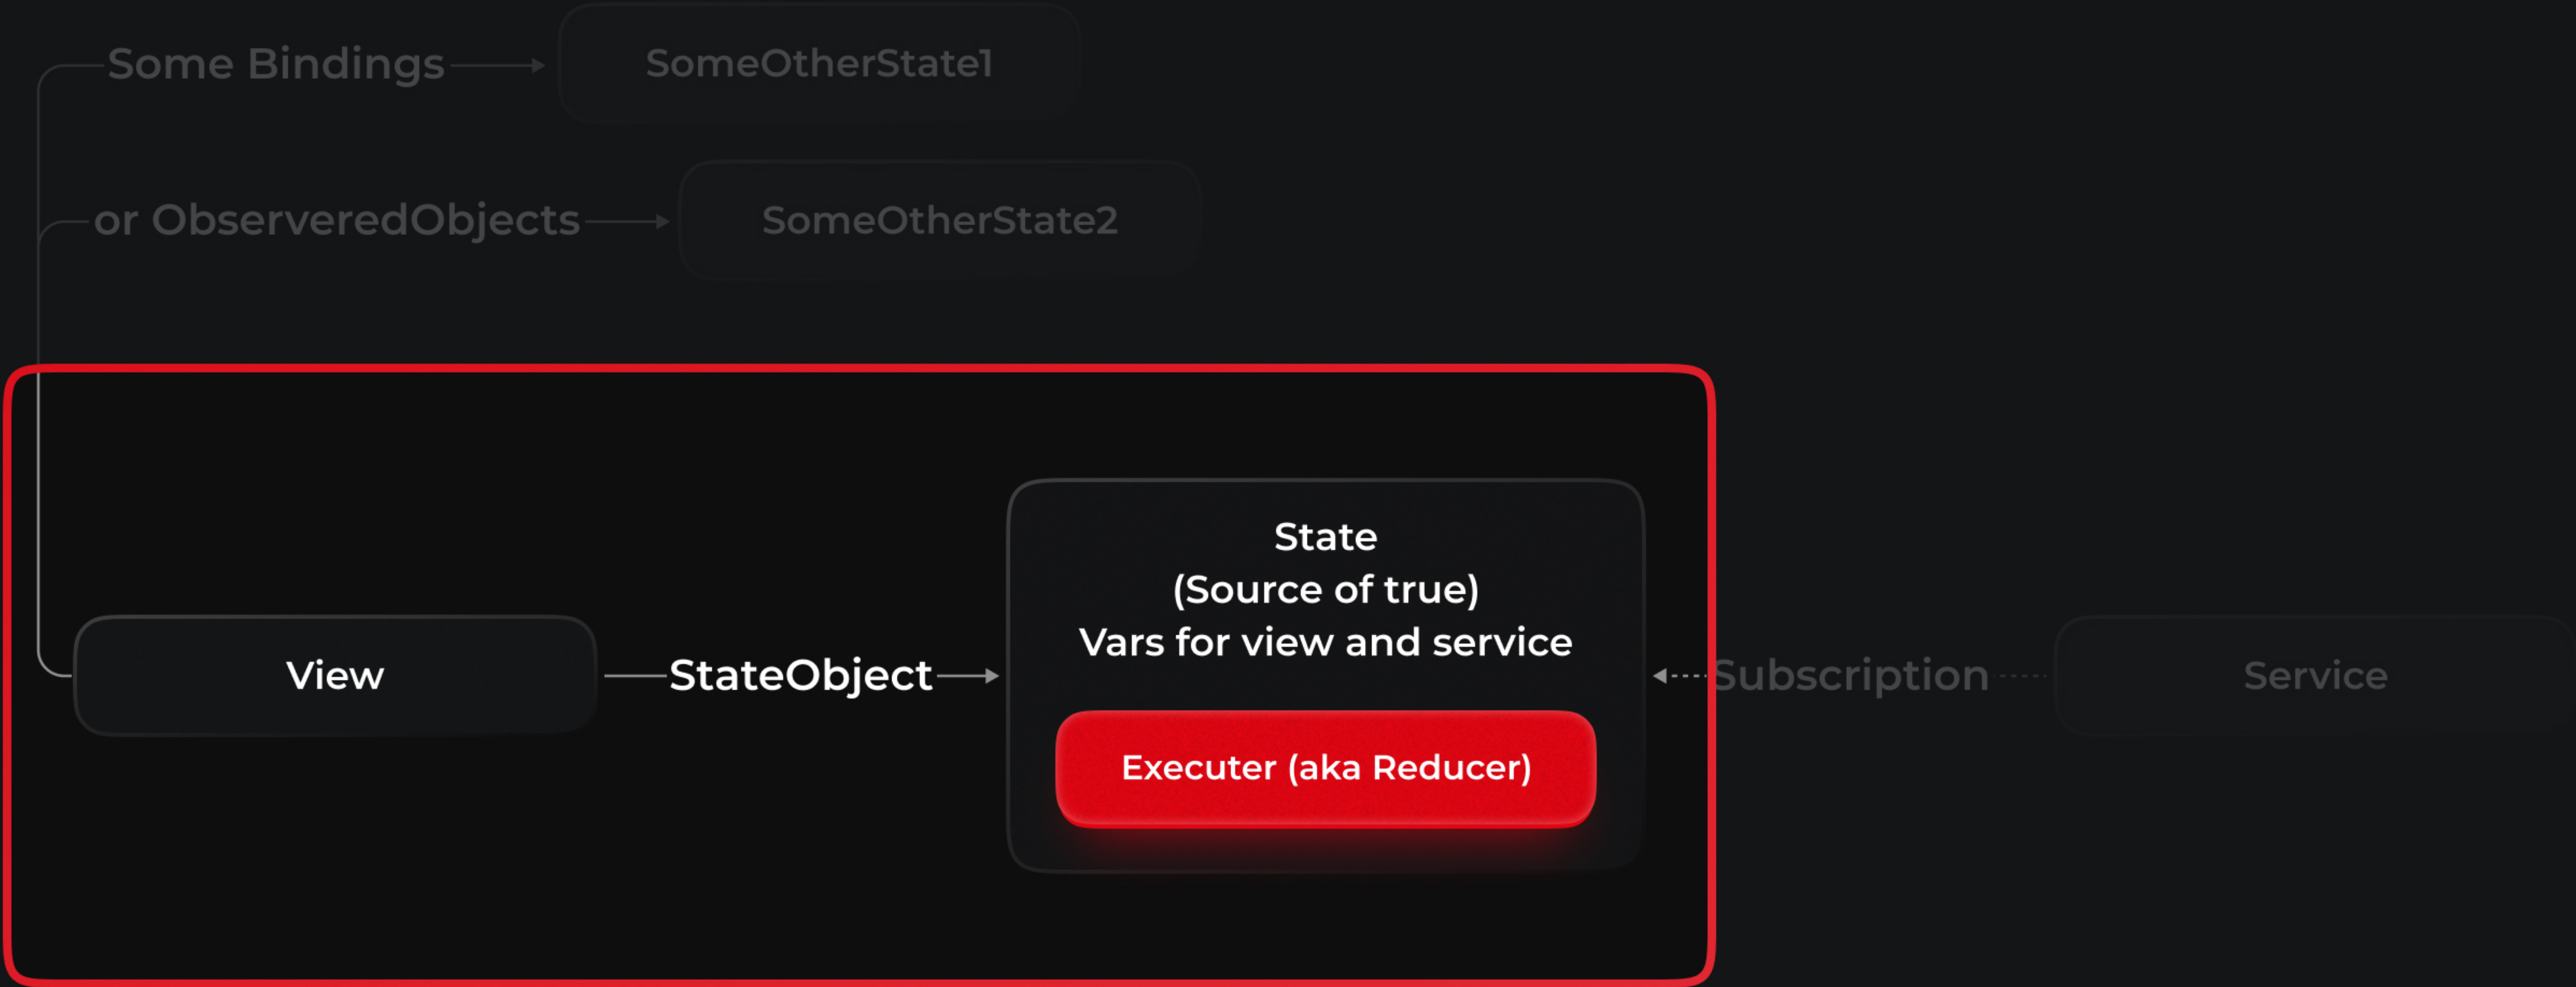 Some Bindings
SomeOtherState1
or ObserveredObjects
SomeOtherState2
State
(Source of true)
Vars for view and service
View
StateObject
Subscription
Service
Executer (aka Reducer)